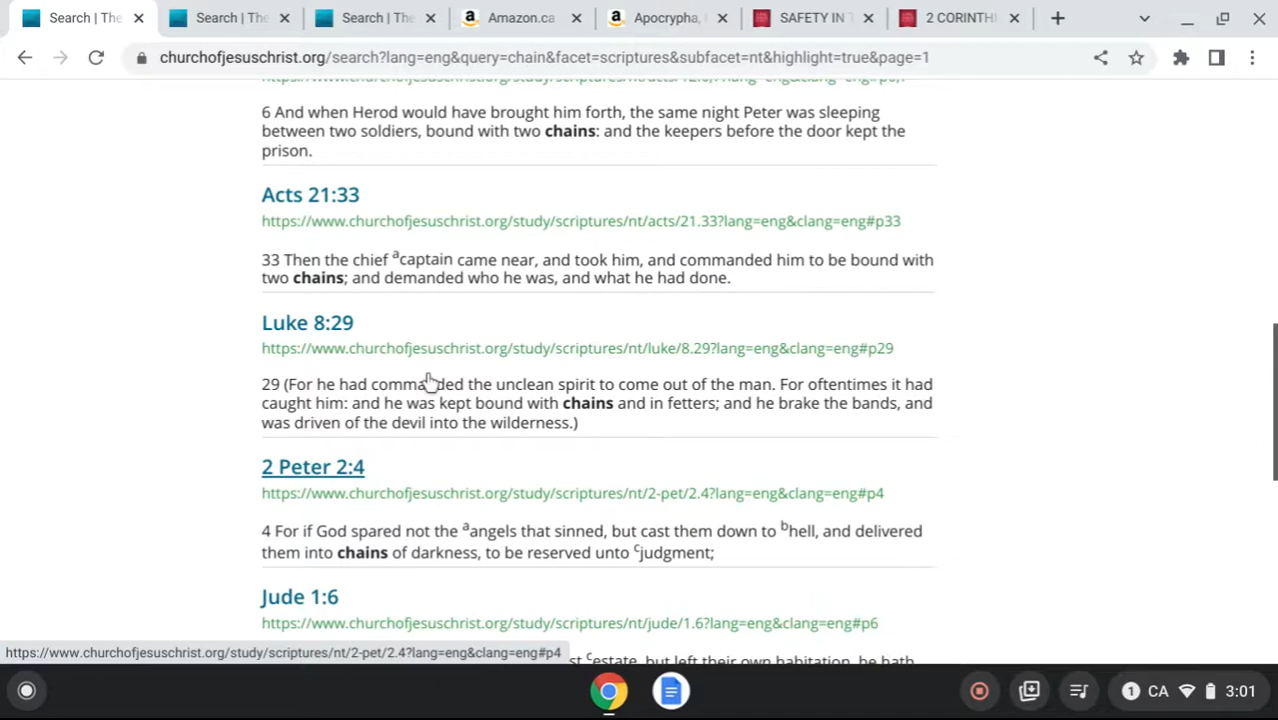 Search | The
Search | The
Search | The
Amazon.ca
Apocrypha,
SAFETY IN T
2 CORINTHI
churchofjesuschrist.org/search?lang=eng&query=chain&facet=scriptures&subfacet=nt&highlight=true&page=1
6 And when Herod would have brought him forth, the same night Peter was sleeping
between two soldiers, bound with two chains: and the keepers before the door kept the
prison.
Acts 21:33
https://www.churchofjesuschrist.org/study/scriptures/nt/acts/21.33?lang=eng&clang=eng#p33
33 Then the chief a captain came near, and took him, and commanded him to be bound with
two chains; and demanded who he was, and what he had done.
Luke 8:29
https://www.churchofjesuschrist.org/study/scriptures/nt/luke/8.29?lang=eng&clang=eng#p29
29 (For he had commanded the unclean spirit to come out of the man. For oftentimes it had
caught him: and he was kept bound with chains and in fetters; and he brake the bands, and
was driven of the devil into the wilderness.)
2 Peter 2:4
https://www.churchofjesuschrist.org/study/scriptures/nt/2-pet/2.4?lang=eng&clang=eng#p4
4 For if God spared not the a angels that sinned, but cast them down to b hell, and delivered
them into chains of darkness, to be reserved unto c judgment;
Jude 1:6
https://www.churchofjesuschrist.org/study/scriptures/nt/jude/1.6?lang=eng&clang=eng#p6
https://www.churchofjesuschrist.org/study/scriptures/nt/2-pet/2.4?lang=eng&clang=eng#p4
st c estate, but left their own habitation, he hath
1 CA 3:01